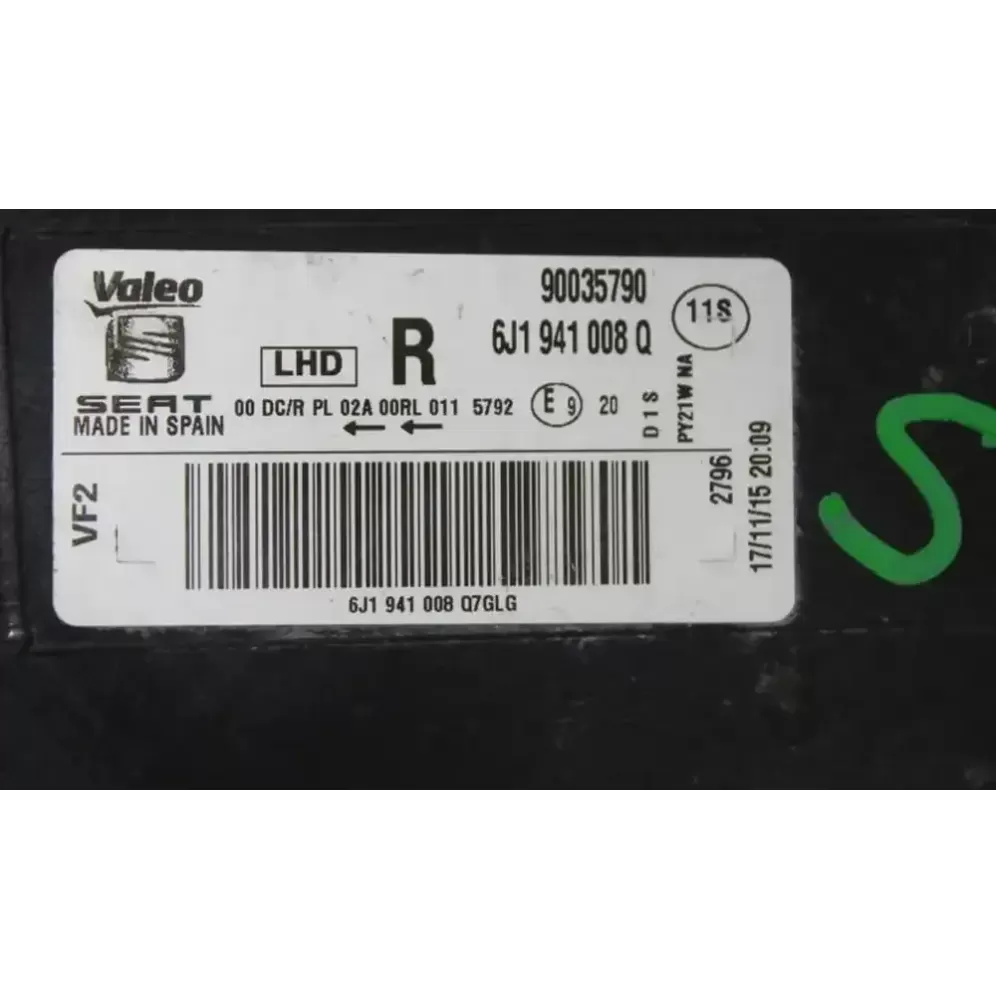 Valeo
90035790
11S
LHD
R
6J1 941 008 Q
SEAT
00 DC/R PL 02A 00RL 011 5792
E 9 20
D1S
PY21W NA
MADE IN SPAIN
VF2
2796
17/11/15 20:09
6J1 941 008 Q7GLG
S